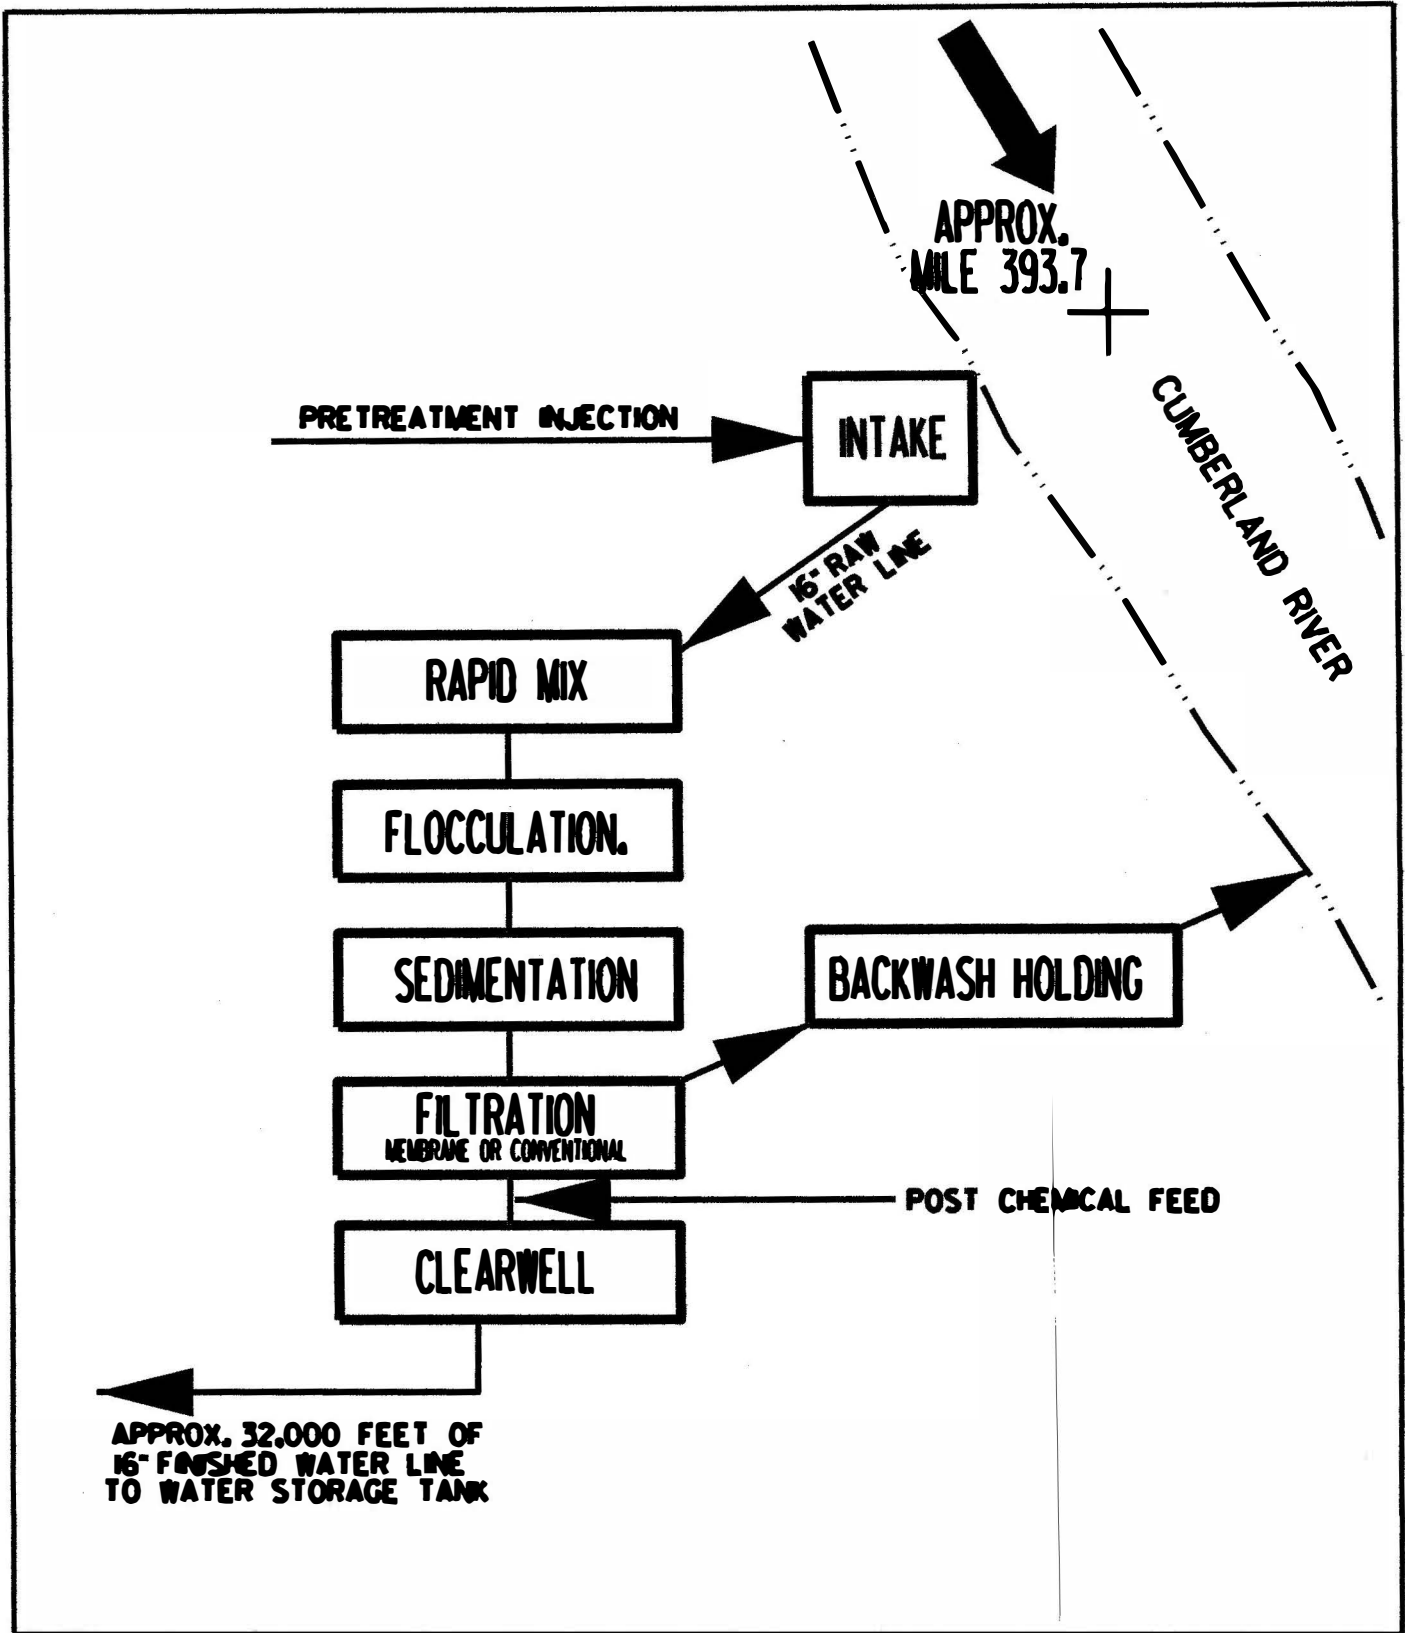 APPROX.
MILE 393.7
CUMBERLAND RIVER
PRETREATMENT INJECTION
INTAKE
16" RAW
WATER LINE
RAPID MIX
FLOCCULATION.
SEDIMENTATION
BACKWASH HOLDING
FILTRATION
MEMBRANE OR CONVENTIONAL
POST CHEMICAL FEED
CLEARWELL
APPROX. 32,000 FEET OF
16" FINISHED WATER LINE
TO WATER STORAGE TANK